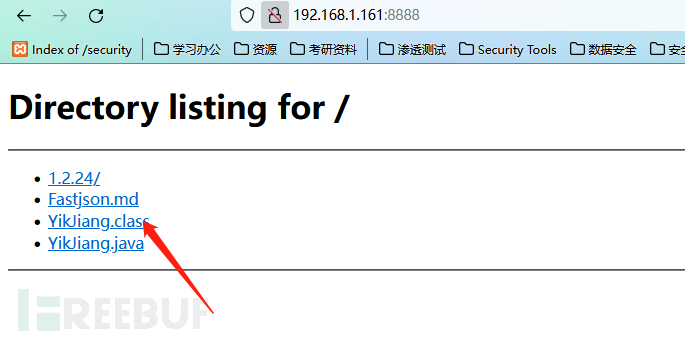 192.168.1.161:8888
Index of /security 学习办公 资源 考研资料 渗透测试 Security Tools 数据安全
Directory listing for /
1.2.24/
Fastjson.md
YikJiang.class
YikJiang.java
FREEBUF